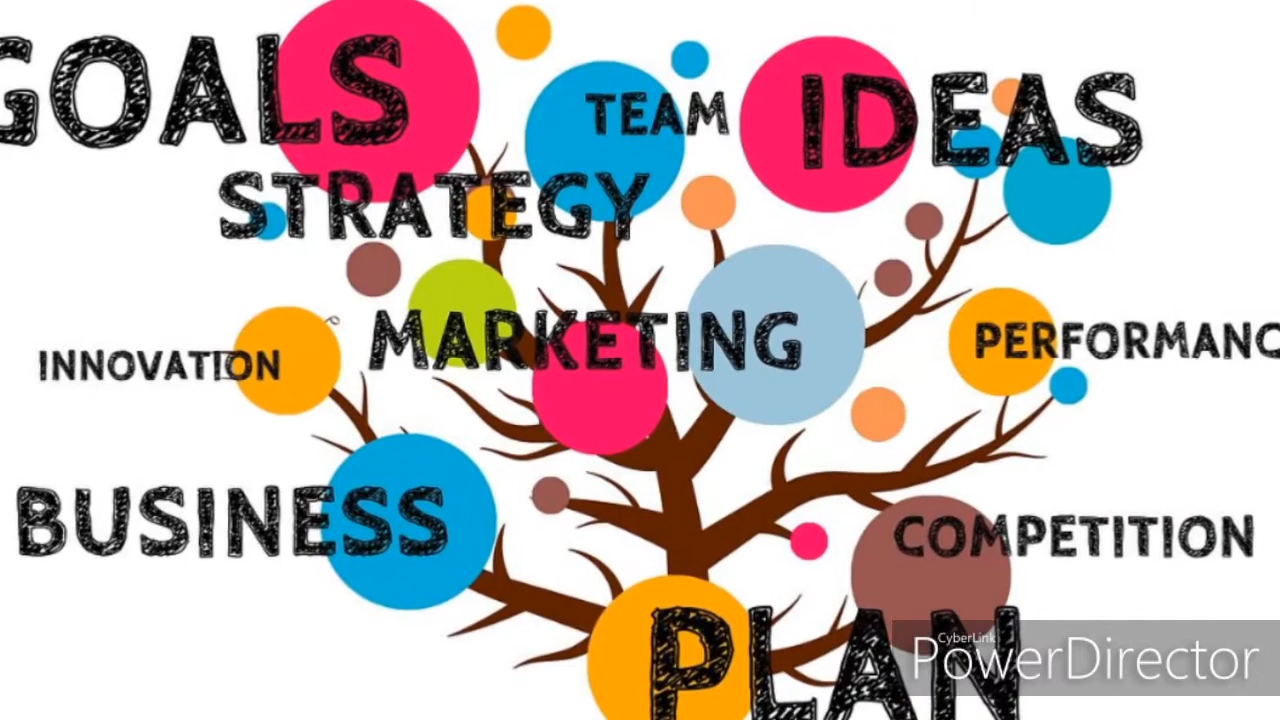 GOALS
TEAM
IDEAS
STRATEGY
MARKETING
INNOVATION
PERFORMANC
BUSINESS
COMPETITION
PLAN
CyberLink
PowerDirector